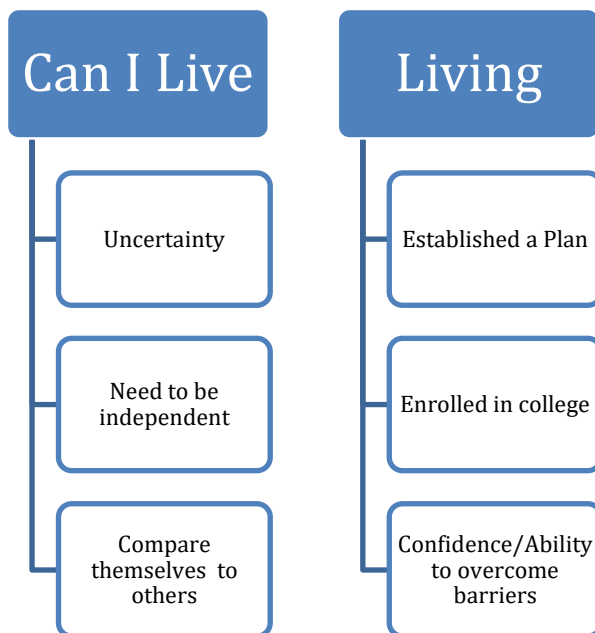 Can I Live
Uncertainty
Need to be
independent
Compare
themselves to
others
Living
Established a Plan
Enrolled in college
Confidence/Ability
to overcome
barriers